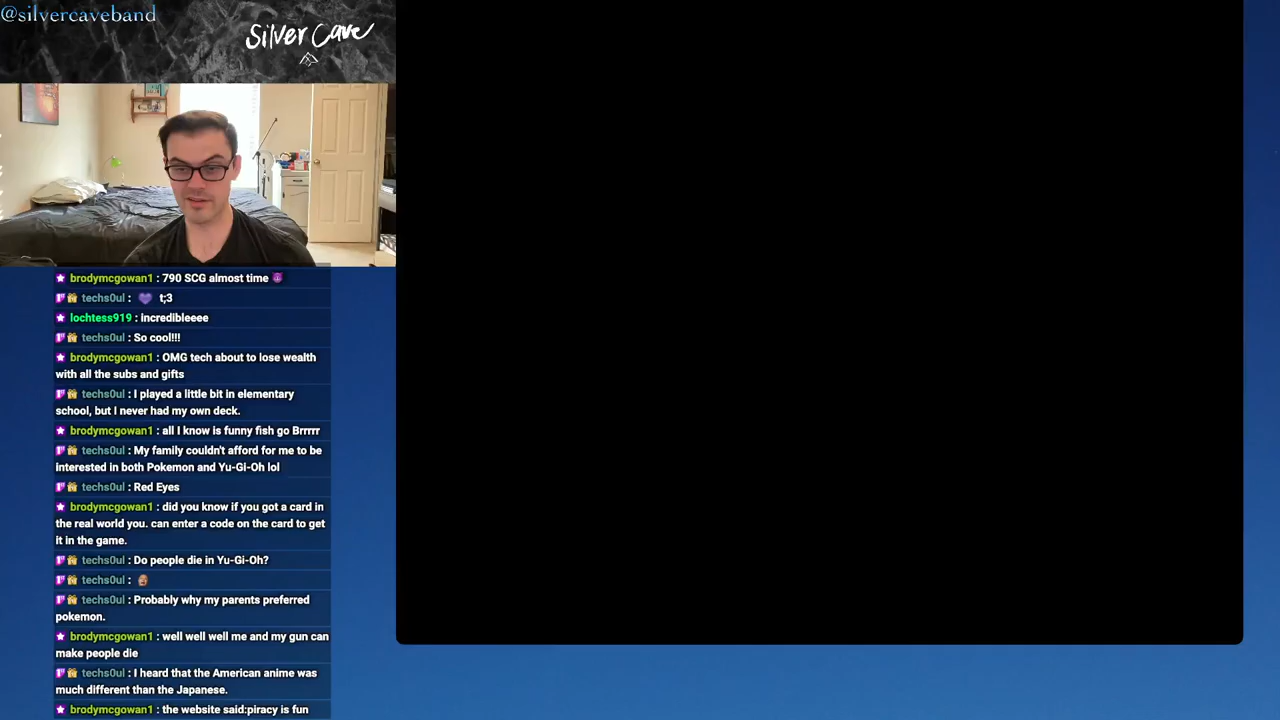 @silvercaveband
Silver Cave
brodymcgowan1 : 790 SCG almost time 😈
techs0ul : 💜 t;3
lochtess919 : incredibleeee
techs0ul : So cool!!!
brodymcgowan1 : OMG tech about to lose wealth
with all the subs and gifts
techs0ul : I played a little bit in elementary
school, but I never had my own deck.
brodymcgowan1 : all I know is funny fish go Brrrr
techs0ul : My family couldn't afford for me to be
interested in both Pokemon and Yu-Gi-Oh lol
techs0ul : Red Eyes
brodymcgowan1 : did you know if you got a card in
the real world you. can enter a code on the card to get
it in the game.
techs0ul : Do people die in Yu-Gi-Oh?
techs0ul :
techs0ul : Probably why my parents preferred
pokemon.
brodymcgowan1 : well well well me and my gun can
make people die
techs0ul : I heard that the American anime was
much different than the Japanese.
brodymcgowan1 : the website said:piracy is fun